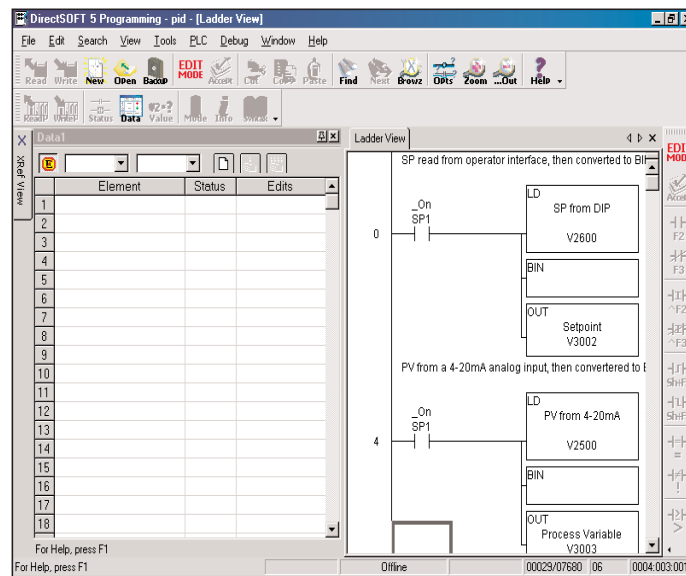 DirectSOFT 5 Programming - pid - [Ladder View]
File Edit Search View Tools PLC Debug Window Help
Read Write New Open Backup EDIT MODE Accept Cut Copy Paste Find Next Browz Opts Zoom ...Out Help
Status Data Value Mode Info
XRef View
Data1
E
Element Status Edits
1
2
3
4
5
6
7
8
9
10
11
12
13
14
15
16
17
18
For Help, press F1
Ladder View
SP read from operator interface, then converted to BI
_On
SP1
0
LD
SP from DIP
V2600
BIN
OUT
Setpoint
V3002
PV from a 4-20mA analog input, then convertered to
_On
SP1
4
LD
PV from 4-20mA
V2500
BIN
OUT
Process Variable
V3003
EDI
MOD
Accep
F2
F3
^F2
^F3
Sh+F
Sh+F
=
!
>
For Help, press F1 Offline 00029/07680 06 0004:003:001